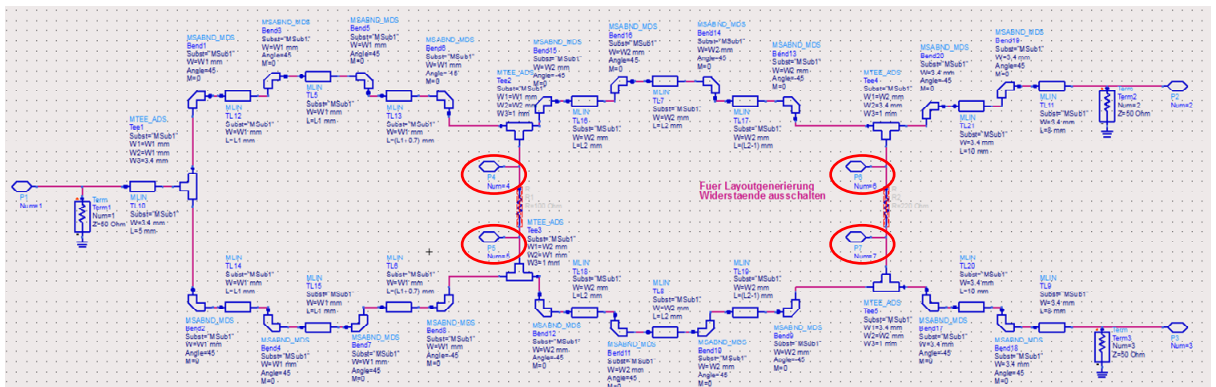 MSABND_MDS
Bend1
Subst="MSub1"
W=W1 mm
Angle=45
M=0
MSABND_MDS
Bend3
Subst="MSub1"
W=W1 mm
Angle=-45
M=0
MSABND_MDS
Bend5
Subst="MSub1"
W=W1 mm
Angle=45
M=0
MSABND_MDS
Bend6
Subst="MSub1"
W=W1 mm
Angle=-45
M=0
MSABND_MDS
Bend15
Subst="MSub1"
W=W2 mm
Angle=-45
M=0
MSABND_MDS
Bend16
Subst="MSub1"
W=W2 mm
Angle=45
M=0
MSABND_MDS
Bend14
Subst="MSub1"
W=W2 mm
Angle=-45
M=0
MSABND_MDS
Bend13
Subst="MSub1"
W=W2 mm
Angle=45
M=0
MSABND_MDS
Bend20
Subst="MSub1"
W=3.4 mm
Angle=-45
M=0
MSABND_MDS
Bend19
Subst="MSub1"
W=3.4 mm
Angle=45
M=0
MTEE_ADS
Tee1
Subst="MSub1"
W1=W1 mm
W2=W1 mm
W3=3.4 mm
MLIN
TL12
Subst="MSub1"
W=W1 mm
L=L1 mm
MLIN
TL5
Subst="MSub1"
W=W1 mm
L=L1 mm
MLIN
TL13
Subst="MSub1"
W=W1 mm
L=(L1-0.7) mm
MTEE_ADS
Tee2
Subst="MSub1"
W1=W1 mm
W2=W2 mm
W3=1 mm
MLIN
TL16
Subst="MSub1"
W=W2 mm
L=L2 mm
MLIN
TL7
Subst="MSub1"
W=W2 mm
L=L2 mm
MLIN
TL17
Subst="MSub1"
W=W2 mm
L=(L2-1) mm
MTEE_ADS
Tee4
Subst="MSub1"
W1=W2 mm
W2=3.4 mm
W3=1 mm
MLIN
TL21
Subst="MSub1"
W=3.4 mm
L=10 mm
MLIN
TL11
Subst="MSub1"
W=3.4 mm
L=8 mm
Term
Term2
Num=2
Z=50 Ohm
P2
Num=2
P1
Num=1
Term
Term1
Num=1
Z=50 Ohm
MLIN
TL10
Subst="MSub1"
W=3.4 mm
L=5 mm
P4
Num=4
P6
Num=6
Fuer Layoutgenerierung
Widerstaende ausschalten
P5
Num=5
P7
Num=7
MTEE_ADS
Tee3
Subst="MSub1"
W1=W2 mm
W2=W1 mm
W3=1 mm
MLIN
TL14
Subst="MSub1"
W=W1 mm
L=L1 mm
MLIN
TL15
Subst="MSub1"
W=W1 mm
L=L1 mm
MLIN
TL6
Subst="MSub1"
W=W1 mm
L=(L1-0.7) mm
MLIN
TL18
Subst="MSub1"
W=W2 mm
L=L2 mm
MLIN
TL8
Subst="MSub1"
W=W2 mm
L=L2 mm
MLIN
TL19
Subst="MSub1"
W=W2 mm
L=(L2-1) mm
MLIN
TL20
Subst="MSub1"
W=3.4 mm
L=10 mm
MLIN
TL9
Subst="MSub1"
W=3.4 mm
L=8 mm
MSABND_MDS
Bend2
Subst="MSub1"
W=W1 mm
Angle=-45
M=0
MSABND_MDS
Bend4
Subst="MSub1"
W=W1 mm
Angle=45
M=0
MSABND_MDS
Bend7
Subst="MSub1"
W=W1 mm
Angle=-45
M=0
MSABND_MDS
Bend8
Subst="MSub1"
W=W1 mm
Angle=45
M=0
MSABND_MDS
Bend12
Subst="MSub1"
W=W2 mm
Angle=45
M=0
MSABND_MDS
Bend11
Subst="MSub1"
W=W2 mm
Angle=-45
M=0
MSABND_MDS
Bend10
Subst="MSub1"
W=W2 mm
Angle=45
M=0
MSABND_MDS
Bend9
Subst="MSub1"
W=W2 mm
Angle=-45
M=0
MTEE_ADS
Tee5
Subst="MSub1"
W1=3.4 mm
W2=W2 mm
W3=1 mm
MSABND_MDS
Bend17
Subst="MSub1"
W=3.4 mm
Angle=45
M=0
MSABND_MDS
Bend18
Subst="MSub1"
W=3.4 mm
Angle=-45
M=0
Term
Term3
Num=3
Z=50 Ohm
P3
Num=3